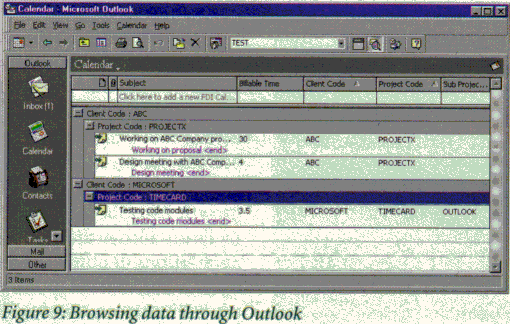 Calendar - Microsoft Outlook
File Edit View Go Tools Calendar Help
TEST
Outlook
Calendar
Subject Billable Time Client Code Project Code Sub Projec...
Click here to add a new FDI Cal...
Inbox (1)
Client Code : ABC
Project Code : PROJECTX
Working on ABC Company pro... 30 ABC PROJECTX
Working on proposal <end>
Calendar
Design meeting with ABC Comp... 4 ABC PROJECTX
Design meeting <end>
Client Code : MICROSOFT
Contacts
Project Code : TIMECARD
Testing code modules 3.5 MICROSOFT TIMECARD OUTLOOK
Testing code modules <end>
Tasks
Mail
Other
3 Items
Figure 9: Browsing data through Outlook